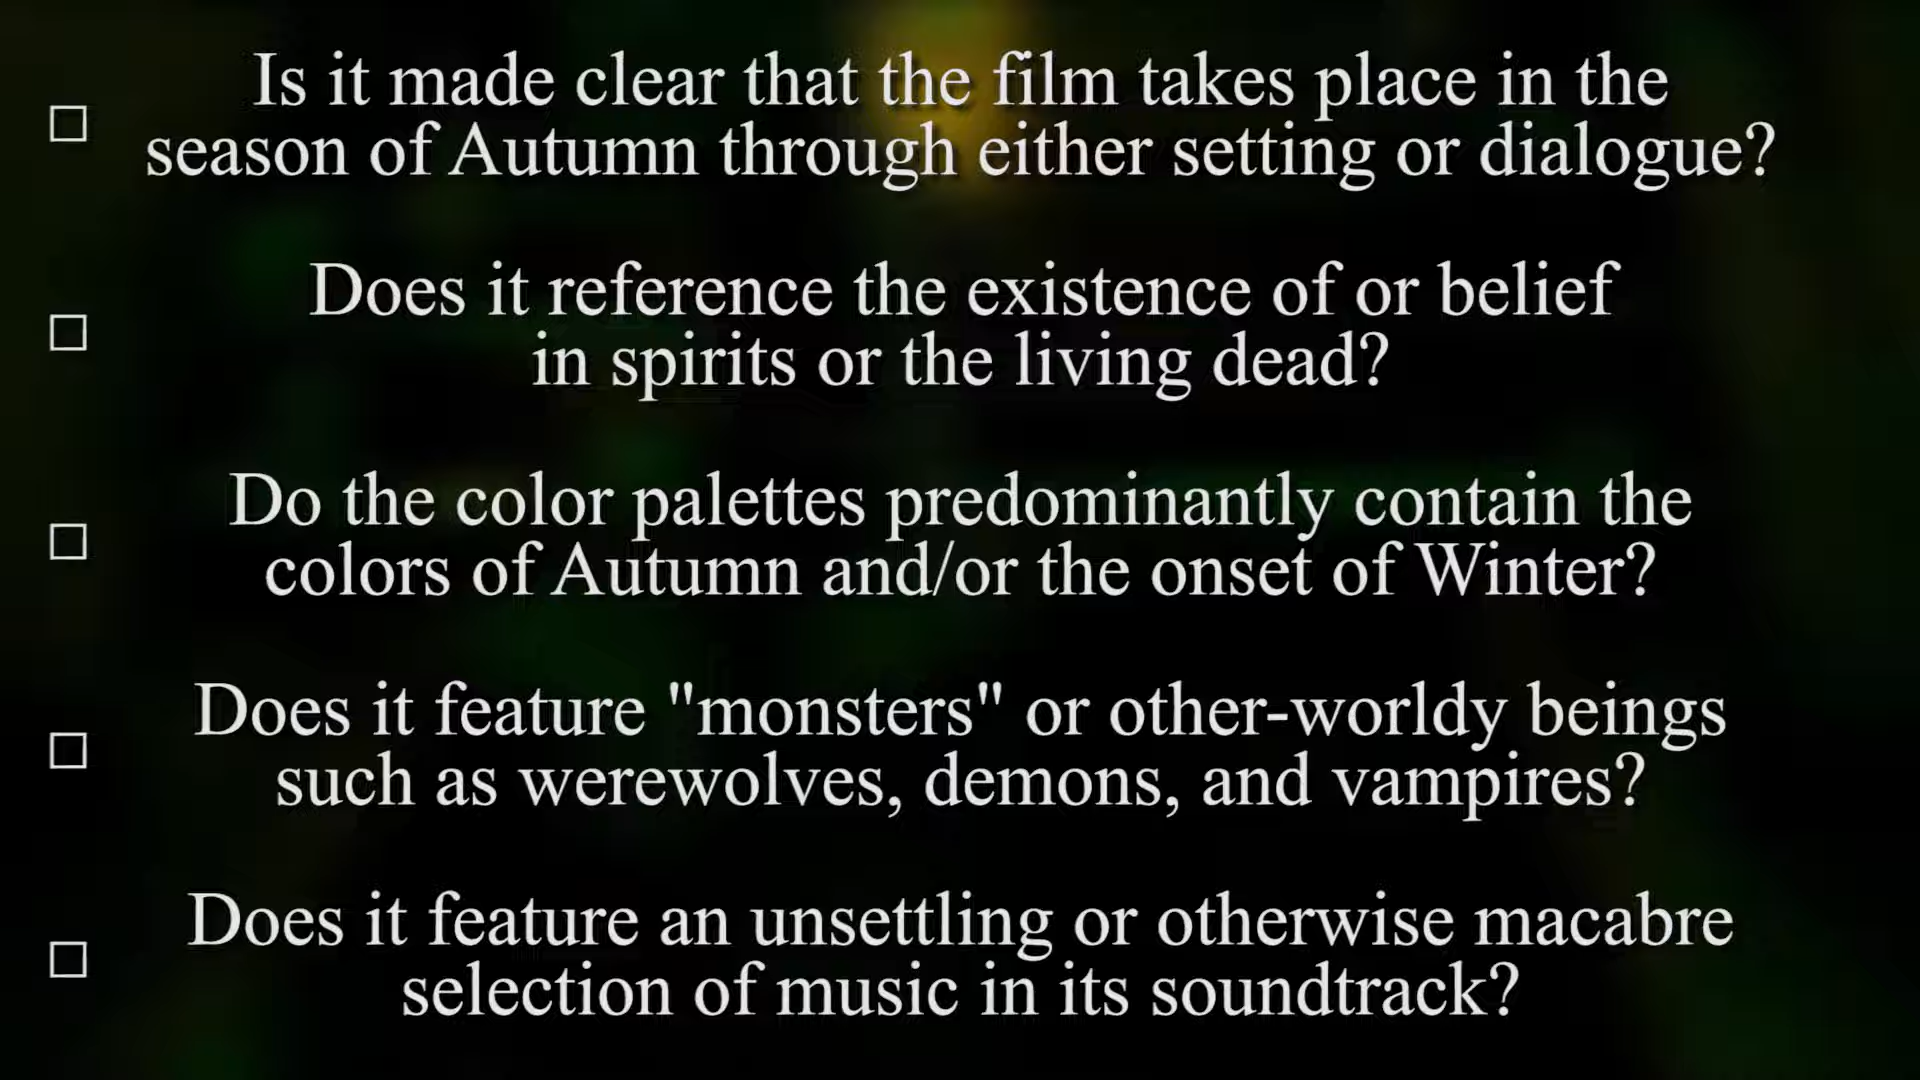 Is it made clear that the film takes place in the
season of Autumn through either setting or dialogue?
Does it reference the existence of or belief
in spirits or the living dead?
Do the color palettes predominantly contain the
colors of Autumn and/or the onset of Winter?
Does it feature "monsters" or other-worldy beings
such as werewolves, demons, and vampires?
Does it feature an unsettling or otherwise macabre
selection of music in its soundtrack?